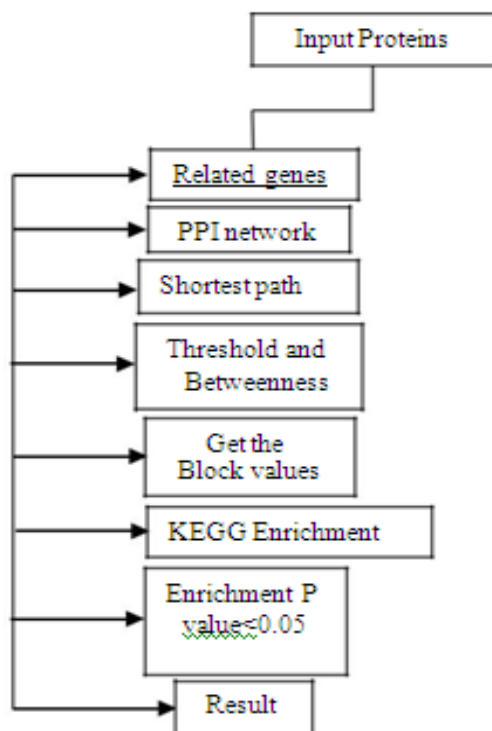 Input Proteins
Related genes
PPI network
Shortest path
Threshold and
Betweenness
Get the
Block values
KEGG Enrichment
Enrichment P
value<0.05
Result